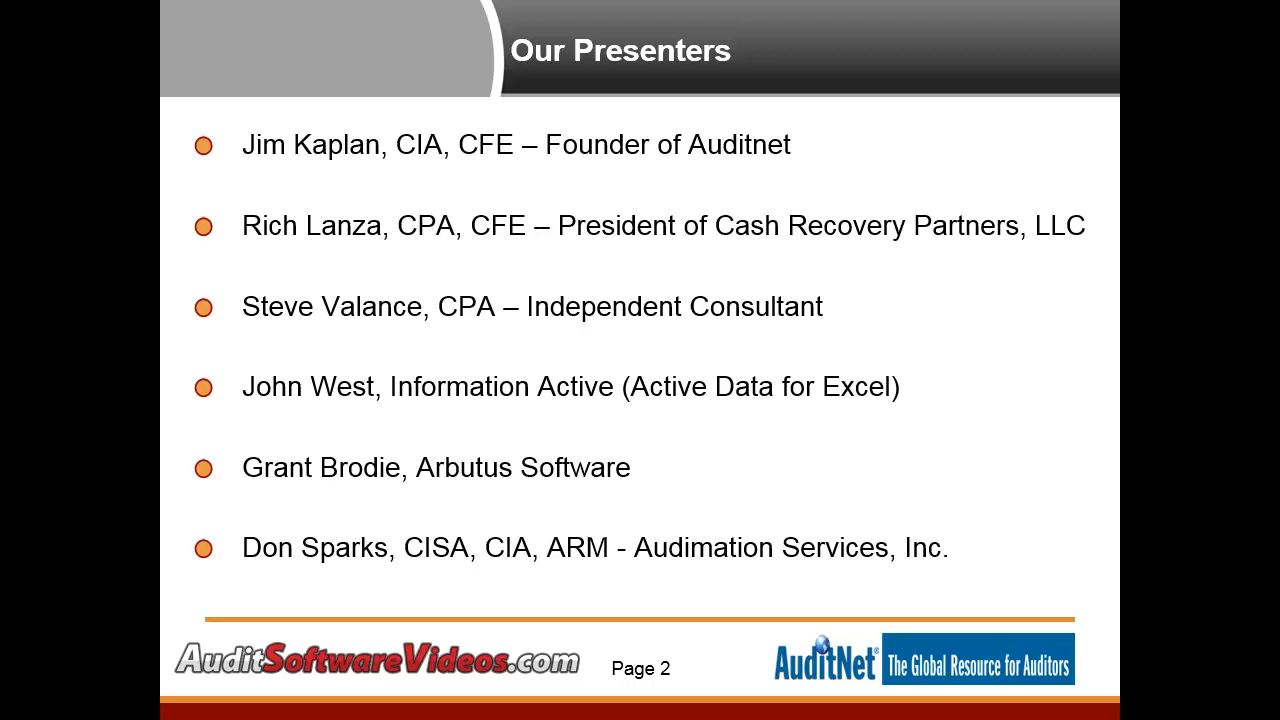 Our Presenters
Jim Kaplan, CIA, CFE – Founder of Auditnet
Rich Lanza, CPA, CFE – President of Cash Recovery Partners, LLC
Steve Valance, CPA – Independent Consultant
John West, Information Active (Active Data for Excel)
Grant Brodie, Arbutus Software
Don Sparks, CISA, CIA, ARM - Audimation Services, Inc.
AuditSoftwareVideos.com
Page 2
AuditNet® The Global Resource for Auditors